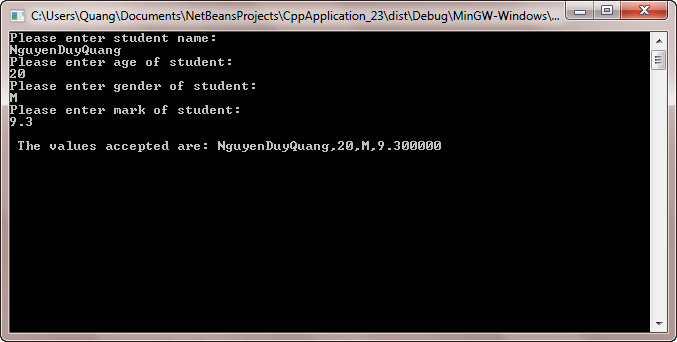 C:\Users\Quang\Documents\NetBeansProjects\CppApplication_23\dist\Debug\MinGW-Windows\...
Please enter student name:
NguyenDuyQuang
Please enter age of student:
20
Please enter gender of student:
M
Please enter mark of student:
9.3
The values accepted are: NguyenDuyQuang,20,M,9.300000